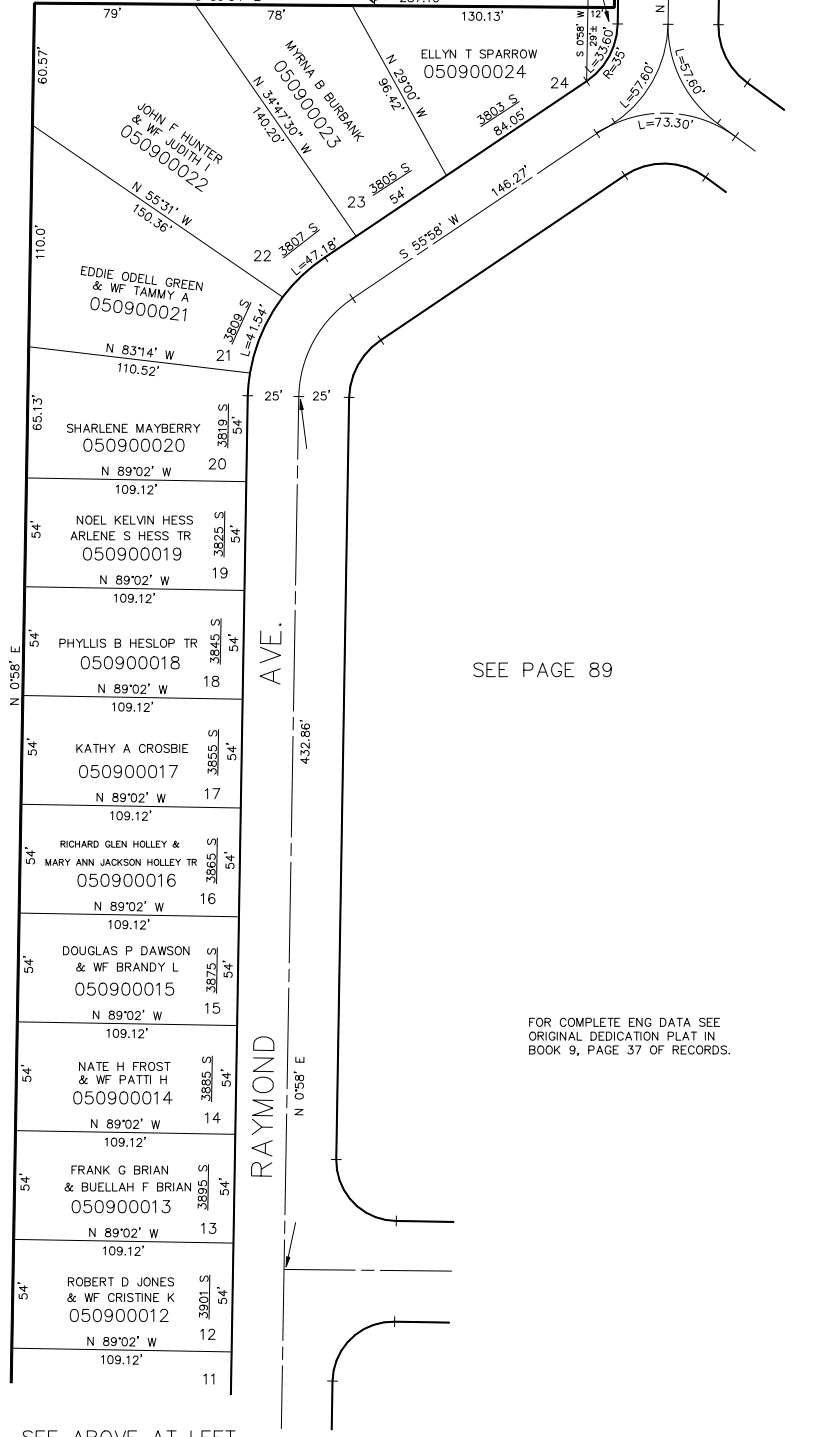 79'
78'
130.13'
60.57'
S 0°58' W
29'±
12'
L=33.60'
R=35'
N
L=57.60'
L=57.60'
L=73.30'
ELLYN T SPARROW
050900024
24
3803 S
84.05'
N 29°00' W
96.42'
MYRNA B BURBANK
050900023
23
3805 S
54'
N 34°47'30" W
140.20'
JOHN F HUNTER
& WF JUDITH I
050900022
22
3807 S
L=47.18'
146.27'
S 55°58' W
N 55°31' W
150.36'
110.0'
EDDIE ODELL GREEN
& WF TAMMY A
050900021
21
3809 S
L=41.54'
N 83°14' W
110.52'
25'
25'
65.13'
SHARLENE MAYBERRY
050900020
3819 S
54'
20
N 89°02' W
109.12'
54'
NOEL KELVIN HESS
ARLENE S HESS TR
050900019
3825 S
54'
19
N 89°02' W
109.12'
N 0°58' E
54'
PHYLLIS B HESLOP TR
050900018
3845 S
54'
18
N 89°02' W
109.12'
54'
KATHY A CROSBIE
050900017
3855 S
54'
17
N 89°02' W
109.12'
54'
RICHARD GLEN HOLLEY &
MARY ANN JACKSON HOLLEY TR
050900016
3865 S
54'
16
N 89°02' W
109.12'
54'
DOUGLAS P DAWSON
& WF BRANDY L
050900015
3875 S
54'
15
N 89°02' W
109.12'
54'
NATE H FROST
& WF PATTI H
050900014
3885 S
54'
14
N 89°02' W
109.12'
54'
FRANK G BRIAN
& BUELLAH F BRIAN
050900013
3895 S
54'
13
N 89°02' W
109.12'
54'
ROBERT D JONES
& WF CRISTINE K
050900012
3901 S
54'
12
N 89°02' W
109.12'
11
RAYMOND AVE.
432.86'
N 0°58' E
SEE PAGE 89
FOR COMPLETE ENG DATA SEE
ORIGINAL DEDICATION PLAT IN
BOOK 9, PAGE 37 OF RECORDS.
SEE ABOVE AT LEFT